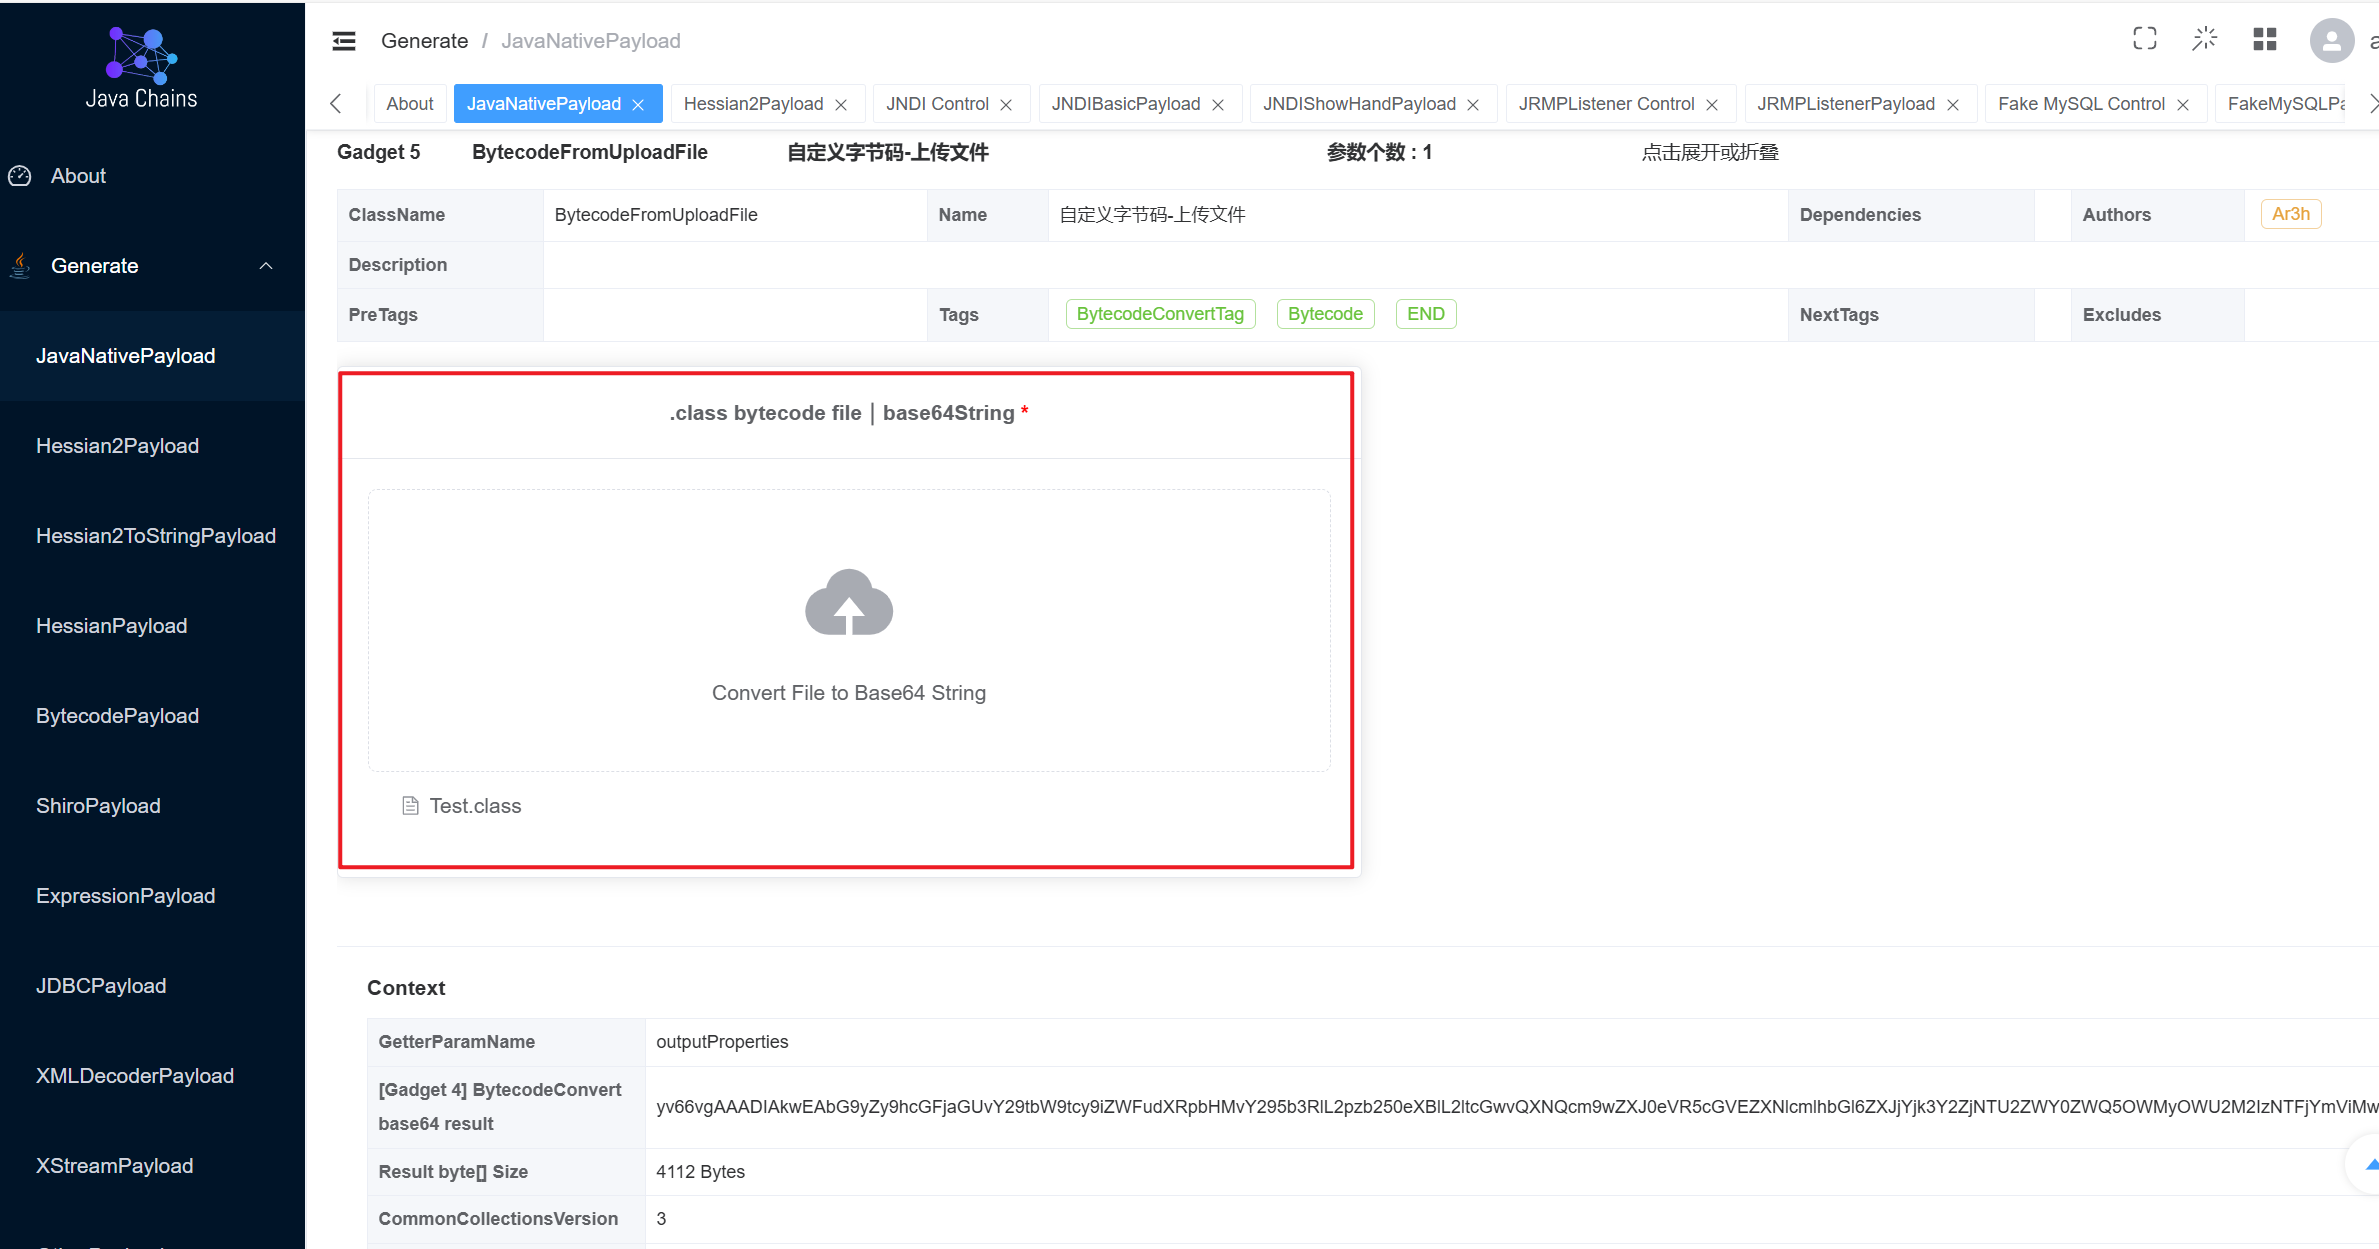 Java Chains
About
Generate
JavaNativePayload
Hessian2Payload
Hessian2ToStringPayload
HessianPayload
BytecodePayload
ShiroPayload
ExpressionPayload
JDBCPayload
XMLDecoderPayload
XStreamPayload
Generate / JavaNativePayload
About JavaNativePayload Hessian2Payload JNDI Control JNDIBasicPayload JNDIShowHandPayload JRMPListener Control JRMPListenerPayload Fake MySQL Control FakeMySQLPa
Gadget 5 BytecodeFromUploadFile 自定义字节码-上传文件 参数个数 : 1 点击展开或折叠
ClassName BytecodeFromUploadFile Name 自定义字节码-上传文件 Dependencies Authors Ar3h
Description
PreTags Tags BytecodeConvertTag Bytecode END NextTags Excludes
.class bytecode file | base64String *
Convert File to Base64 String
Test.class
Context
GetterParamName outputProperties
[Gadget 4] BytecodeConvert
base64 result
Result byte[] Size 4112 Bytes
CommonCollectionsVersion 3